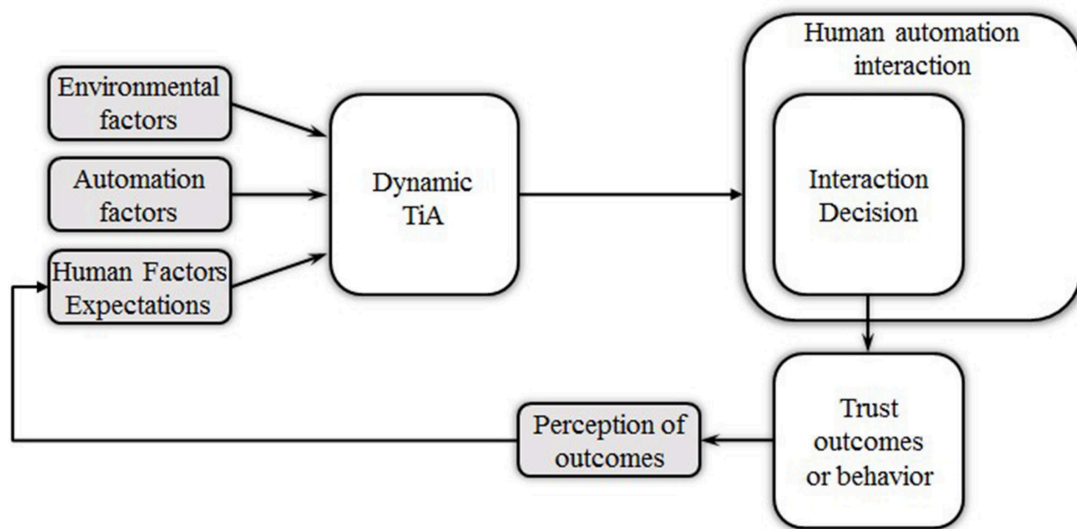 Environmental
factors
Automation
factors
Human Factors
Expectations
Dynamic
TiA
Human automation
interaction
Interaction
Decision
Trust
outcomes
or behavior
Perception of
outcomes